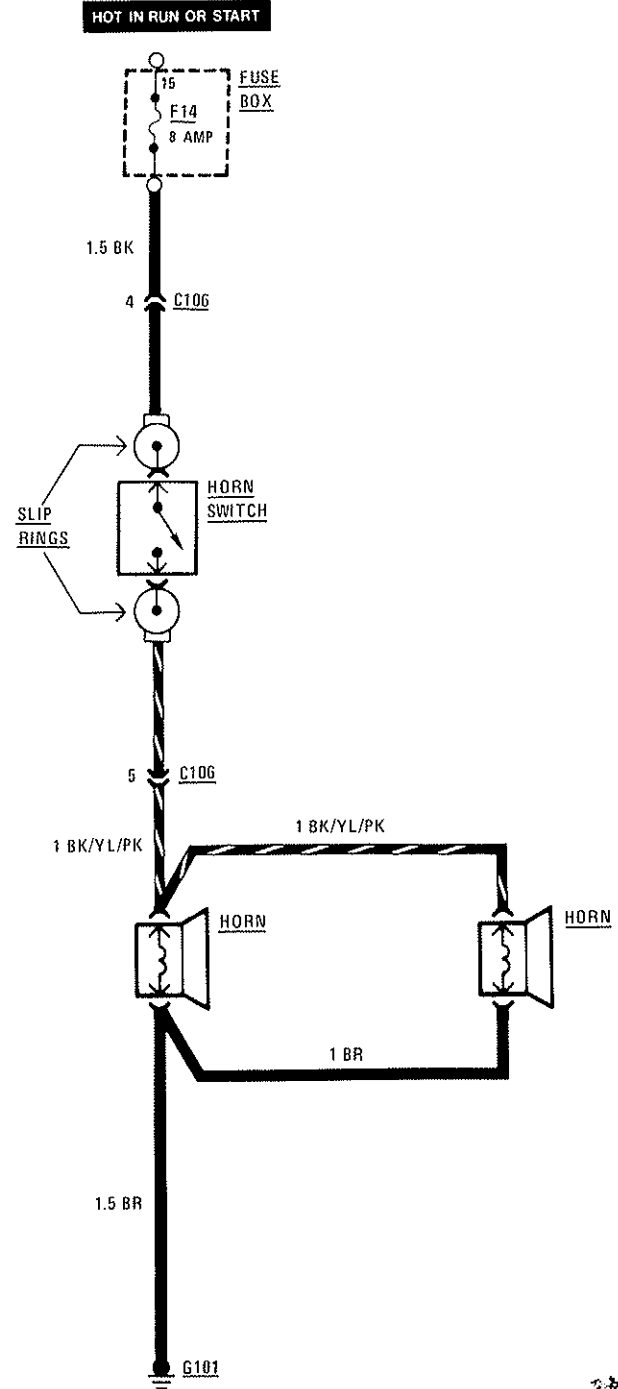 HOT IN RUN OR START
15
FUSE
BOX
F14
8 AMP
1.5 BK
4
C106
HORN
SWITCH
SLIP
RINGS
5
C106
1 BK/YL/PK
1 BK/YL/PK
HORN
HORN
1 BR
1.5 BR
G101